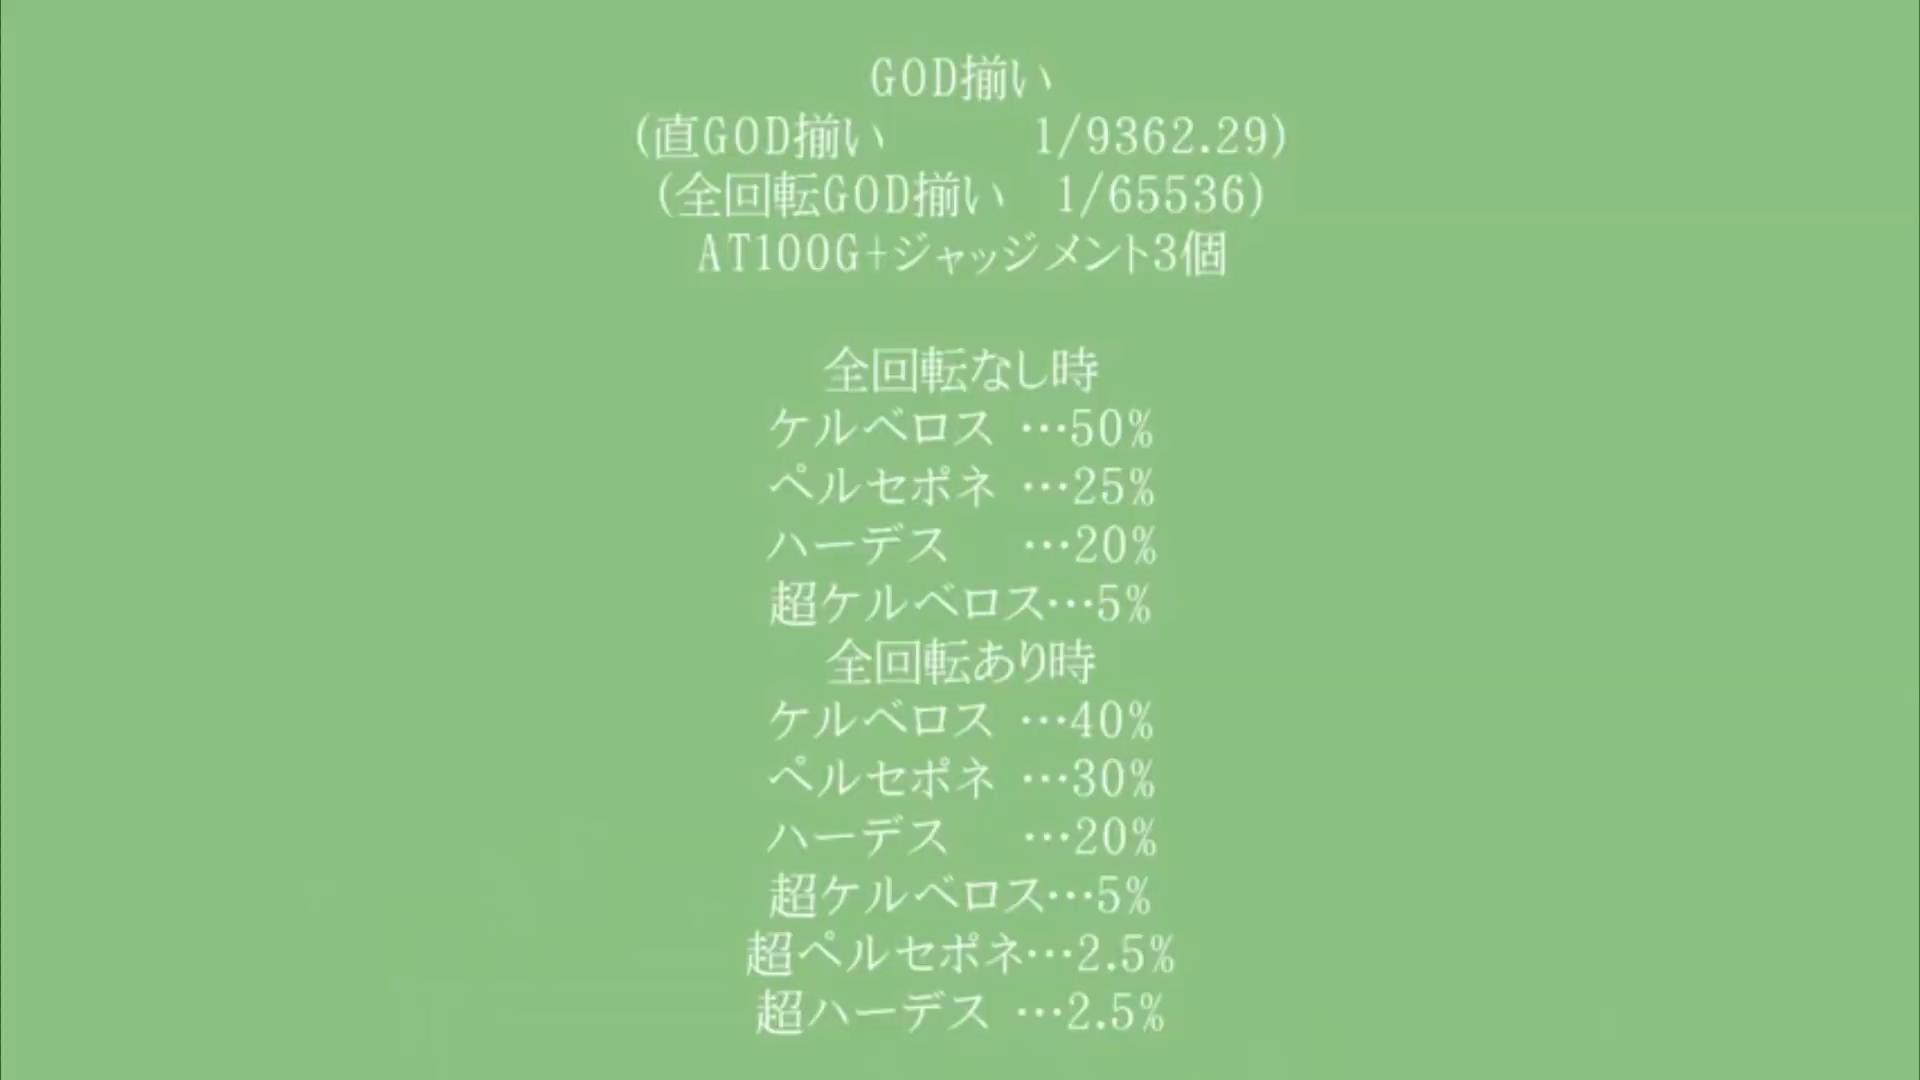 GOD揃い
(直GOD揃い　　　1/9362.29)
(全回転GOD揃い　1/65536)
AT100G+ジャッジメント3個
全回転なし時
ケルベロス …50%
ペルセポネ …25%
ハーデス　 …20%
超ケルベロス…5%
全回転あり時
ケルベロス …40%
ペルセポネ …30%
ハーデス　 …20%
超ケルベロス…5%
超ペルセポネ…2.5%
超ハーデス …2.5%